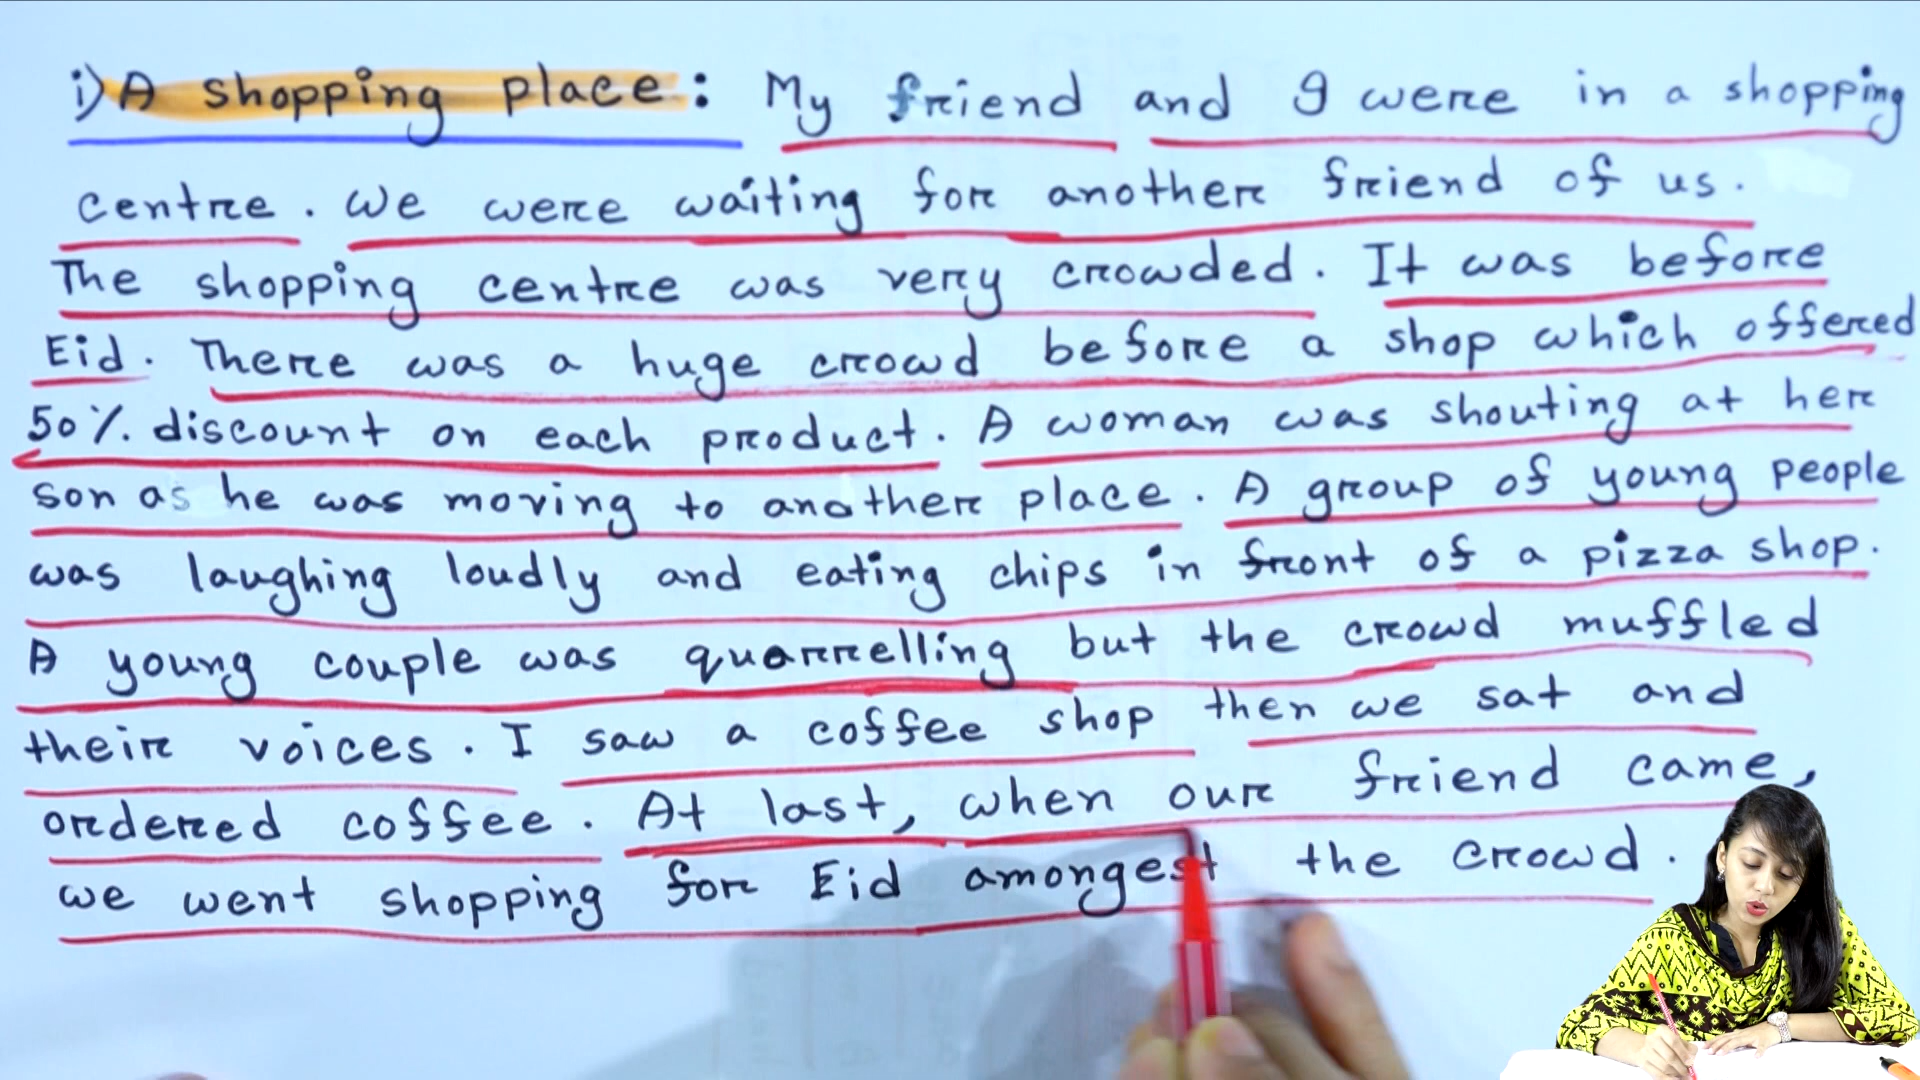 i) A shopping place: My friend and I were in a shopping
centre. We were waiting for another friend of us.
The shopping centre was very crowded. It was before
Eid. There was a huge crowd before a shop which offered
50% discount on each product. A woman was shouting at her
son as he was moving to another place. A group of young people
was laughing loudly and eating chips in front of a pizza shop.
A young couple was quarrelling but the crowd muffled
their voices. I saw a coffee shop then we sat and
ordered coffee. At last, when our friend came,
we went shopping for Eid amongest the crowd.